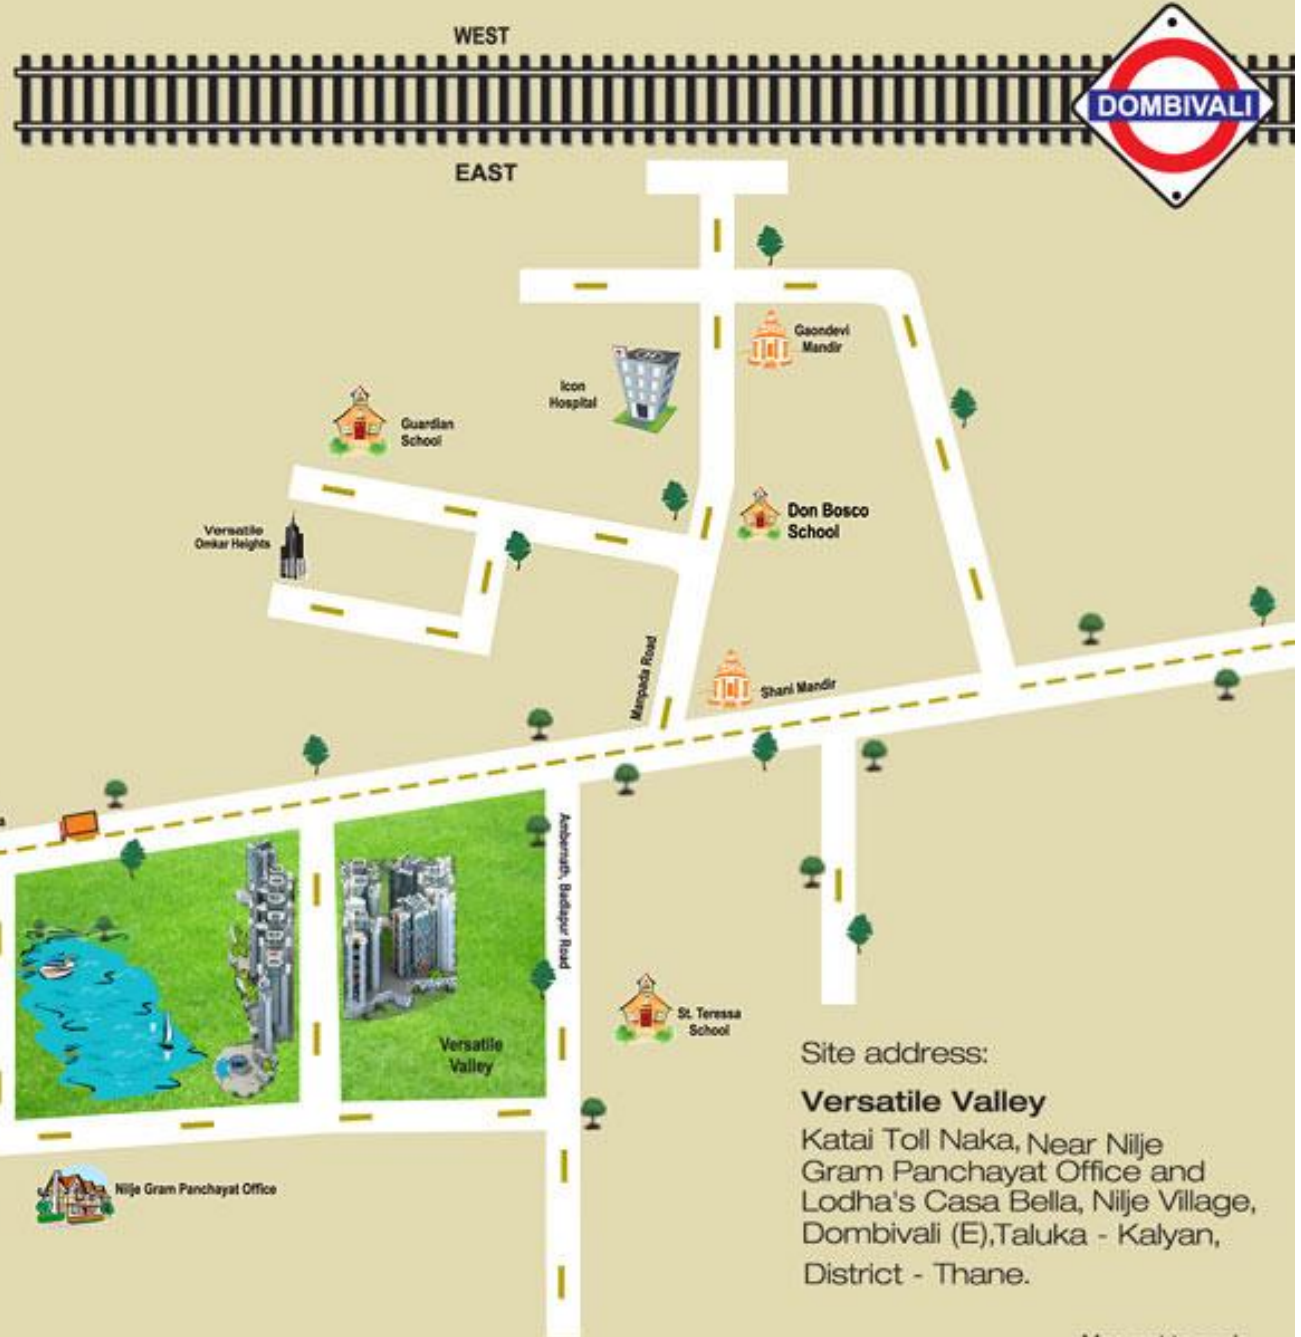 WEST
DOMBIVALI
EAST
Gaondevi
Mandir
Icon
Hospital
Guardian
School
Don Bosco
School
Versatile
Omkar Heights
Manpada Road
Shani Mandir
Ambernath, Badlapur Road
St. Teressa
School
Versatile
Valley
Site address:
Versatile Valley
Katai Toll Naka, Near Nilje
Gram Panchayat Office and
Lodha's Casa Bella, Nilje Village,
Dombivali (E),Taluka - Kalyan,
District - Thane.
Nilje Gram Panchayat Office